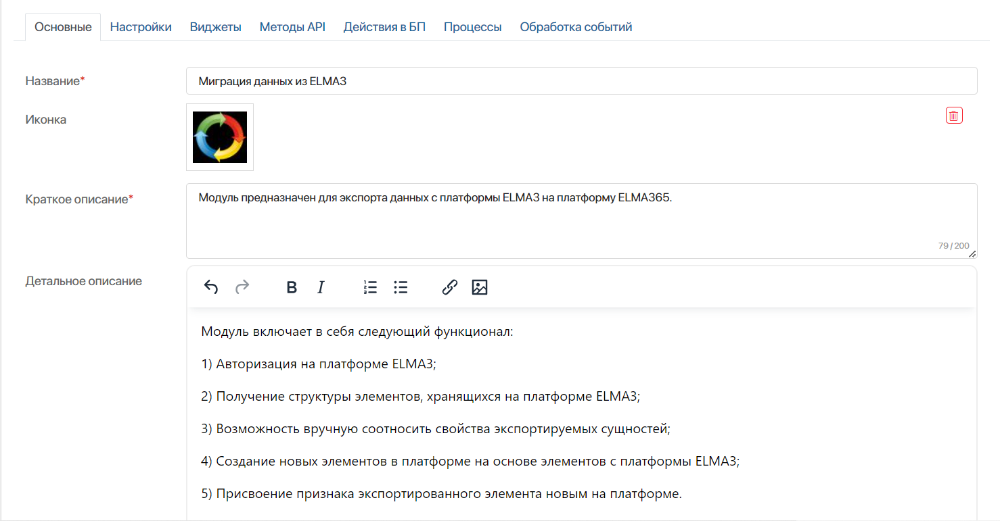 Основные Настройки Виджеты Методы API Действия в БП Процессы Обработка событий
Название* Миграция данных из ELMA3
Иконка
Краткое описание* Модуль предназначен для экспорта данных с платформы ELMA3 на платформу ELMA365.
79 / 200
Детальное описание
B I
Модуль включает в себя следующий функционал:
1) Авторизация на платформе ELMA3;
2) Получение структуры элементов, хранящихся на платформе ELMA3;
3) Возможность вручную соотносить свойства экспортируемых сущностей;
4) Создание новых элементов в платформе на основе элементов с платформы ELMA3;
5) Присвоение признака экспортированного элемента новым на платформе.